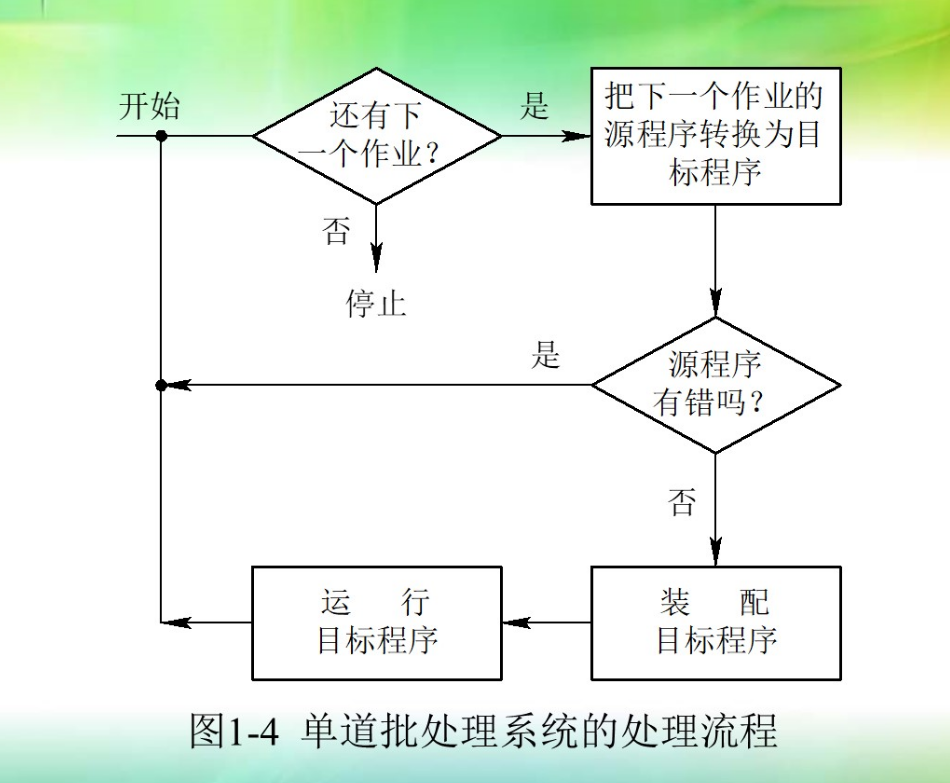 开始
还有下
一个作业？
是
把下一个作业的
源程序转换为目
标程序
否
停止
是
源程序
有错吗？
否
运 行
目标程序
装 配
目标程序
图1-4 单道批处理系统的处理流程